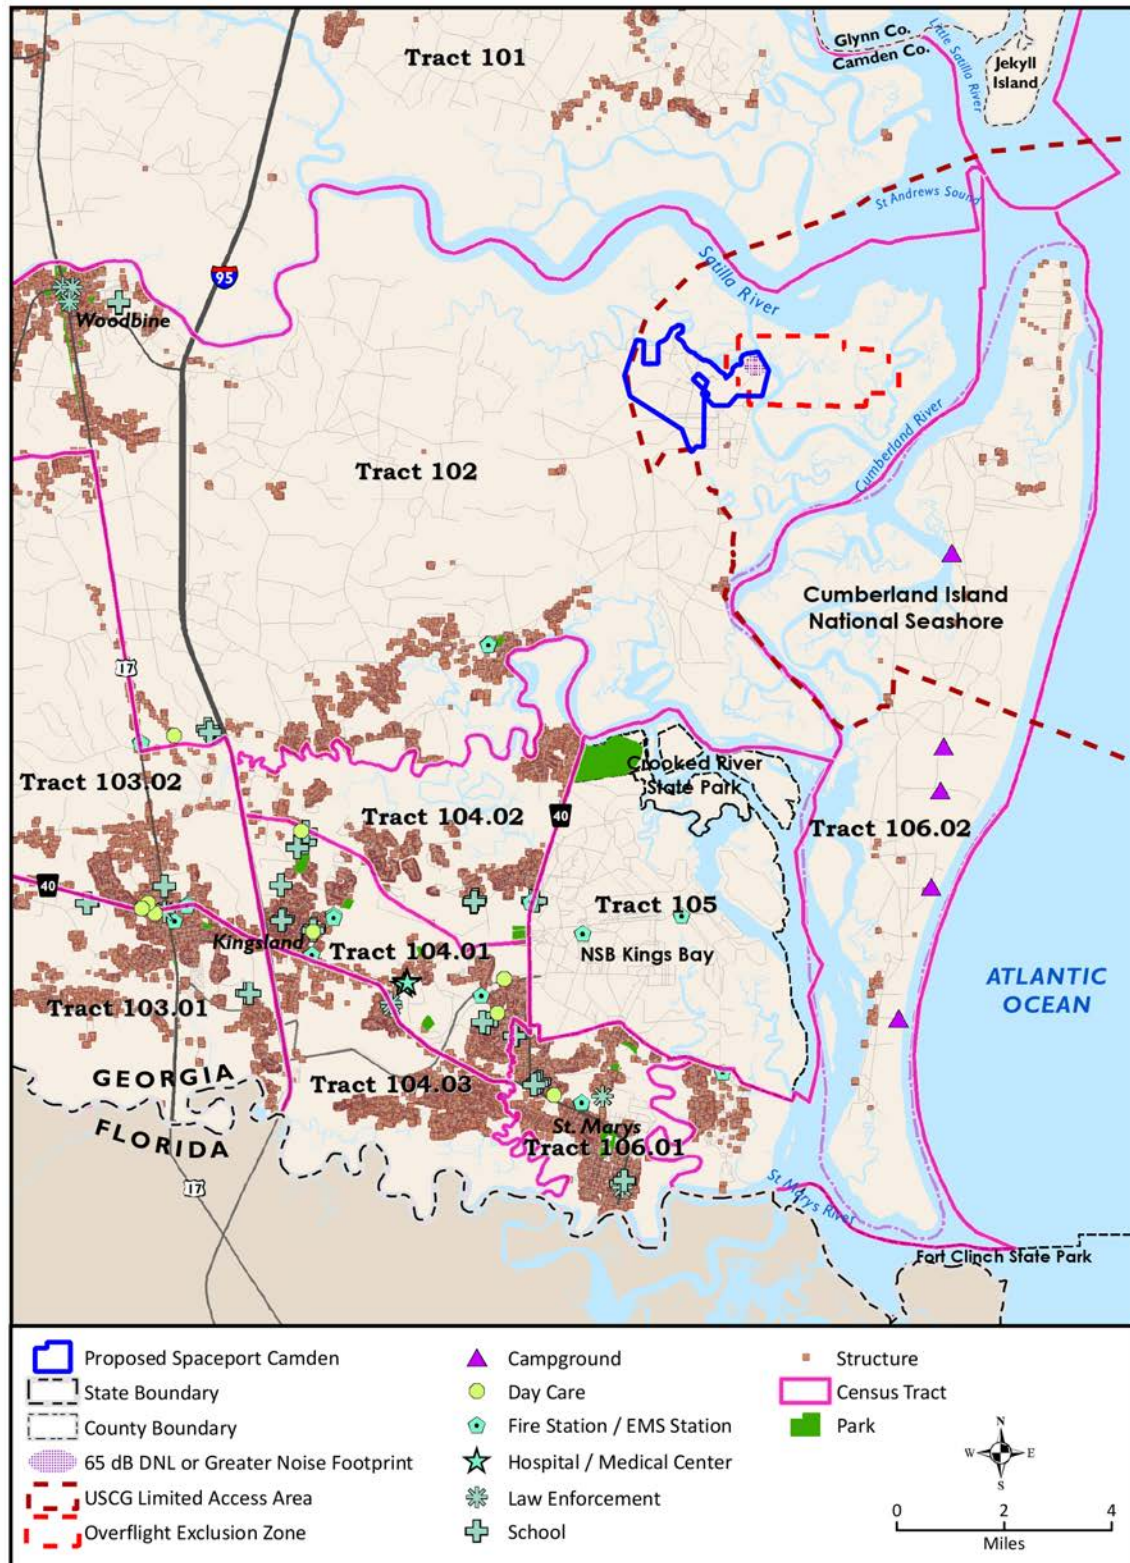 Tract 101
Glynn Co.
Camden Co.
Little Satilla River
Jekyll
Island
St Andrews Sound
Satilla River
95
Woodbine
Cumberland River
Tract 102
Cumberland Island
National Seashore
17
Tract 103.02
Crooked River
State Park
Tract 104.02
40
Tract 106.02
40
Tract 105
Kingsland
Tract 104.01
NSB Kings Bay
ATLANTIC
OCEAN
Tract 103.01
GEORGIA
Tract 104.03
FLORIDA
St. Marys
Tract 106.01
17
St Marys River
Fort Clinch State Park
Proposed Spaceport Camden
State Boundary
County Boundary
65 dB DNL or Greater Noise Footprint
USCG Limited Access Area
Overflight Exclusion Zone
Campground
Day Care
Fire Station / EMS Station
Hospital / Medical Center
Law Enforcement
School
Structure
Census Tract
Park
N
W E
S
0 2 4
Miles